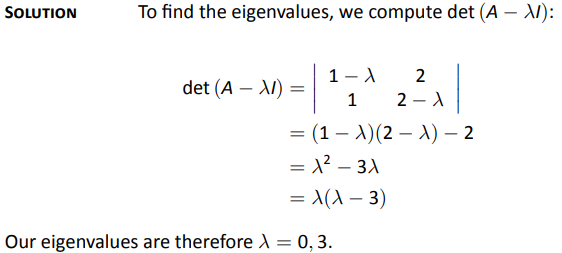 SOLUTION To find the eigenvalues, we compute det (A − λI):
det (A − λI) = | 1 − λ 2 |
| 1 2 − λ |
= (1 − λ)(2 − λ) − 2
= λ² − 3λ
= λ(λ − 3)
Our eigenvalues are therefore λ = 0, 3.